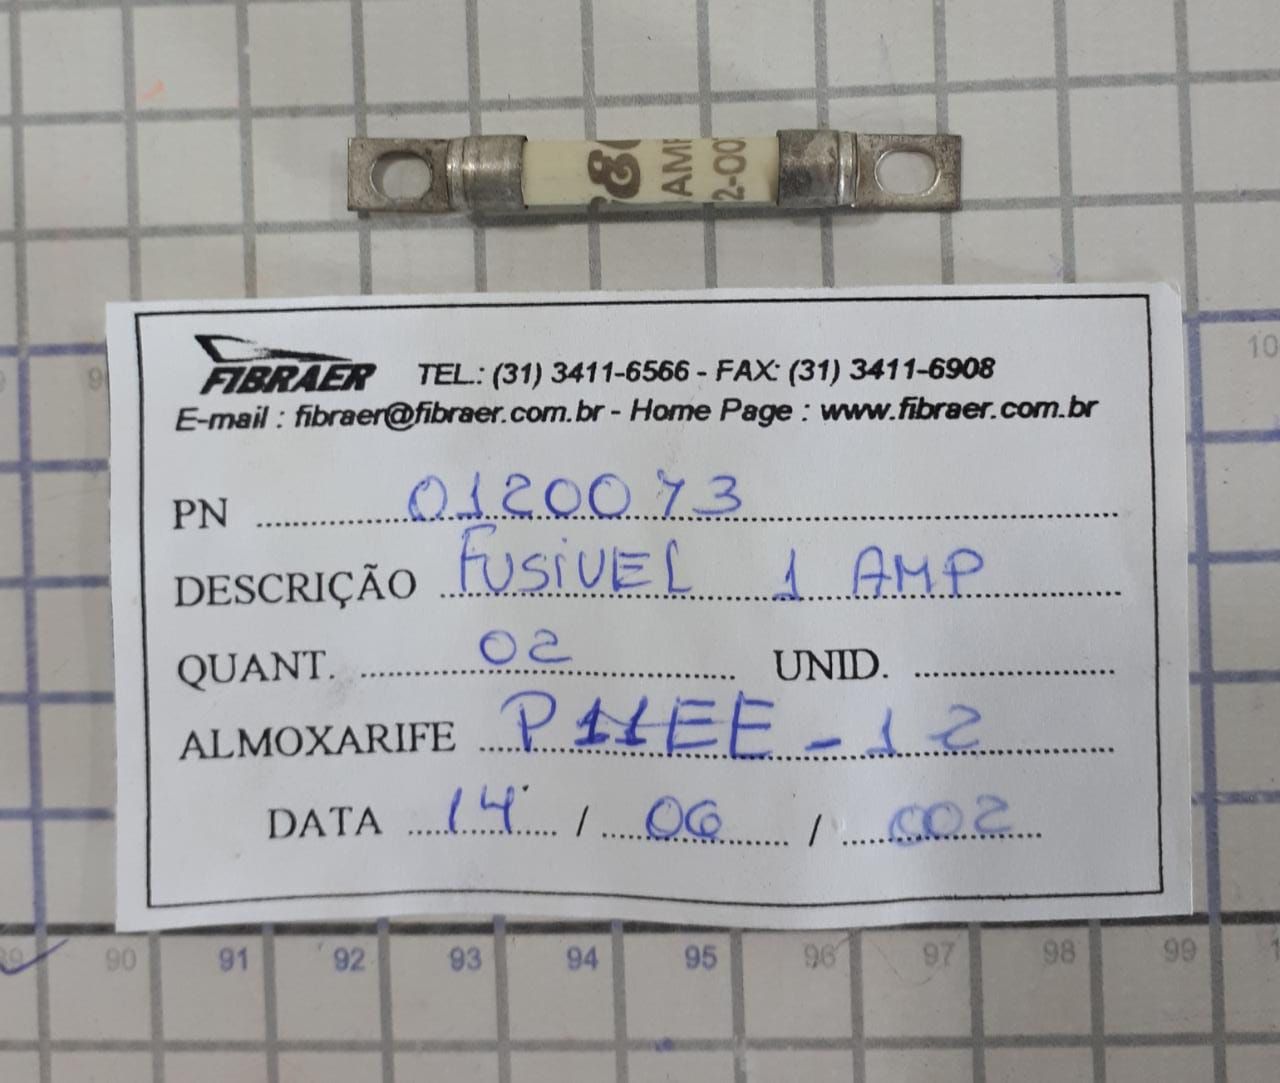 8
AMP
2-00
FIBRAER TEL.: (31) 3411-6566 - FAX: (31) 3411-6908
E-mail : fibraer@fibraer.com.br - Home Page : www.fibraer.com.br
PN 0120073
DESCRIÇÃO FUSIVEL 1 AMP
QUANT. 02 UNID.
ALMOXARIFE P11EE-12
DATA 14 / 06 / 002
10
90 91 92 93 94 95 96 97 98 99